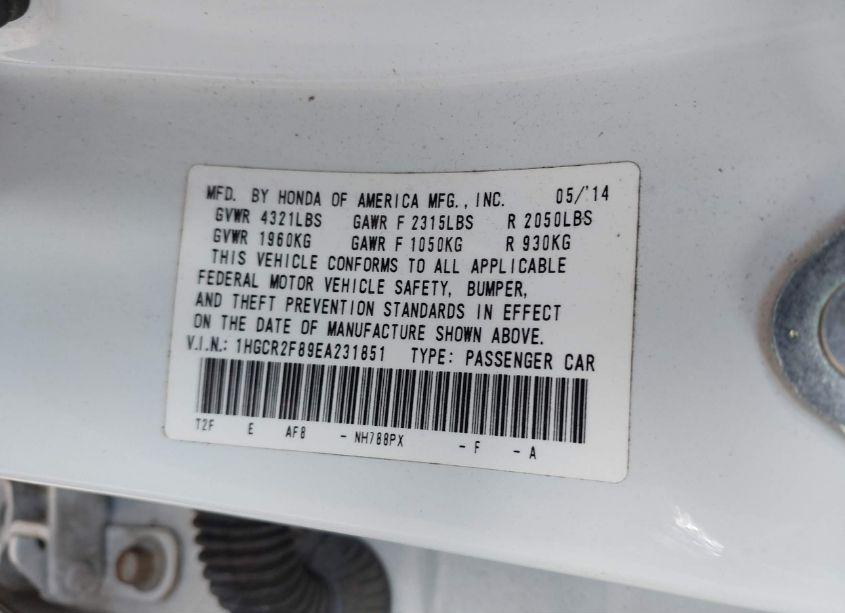 MFD. BY HONDA OF AMERICA MFG., INC. 05/'14
GVWR 4321LBS GAWR F 2315LBS R 2050LBS
GVWR 1960KG GAWR F 1050KG R 930KG
THIS VEHICLE CONFORMS TO ALL APPLICABLE
FEDERAL MOTOR VEHICLE SAFETY, BUMPER,
AND THEFT PREVENTION STANDARDS IN EFFECT
ON THE DATE OF MANUFACTURE SHOWN ABOVE.
V.I.N.: 1HGCR2F89EA231851 TYPE: PASSENGER CAR
T2F E AF8 - NH788PX - F - A